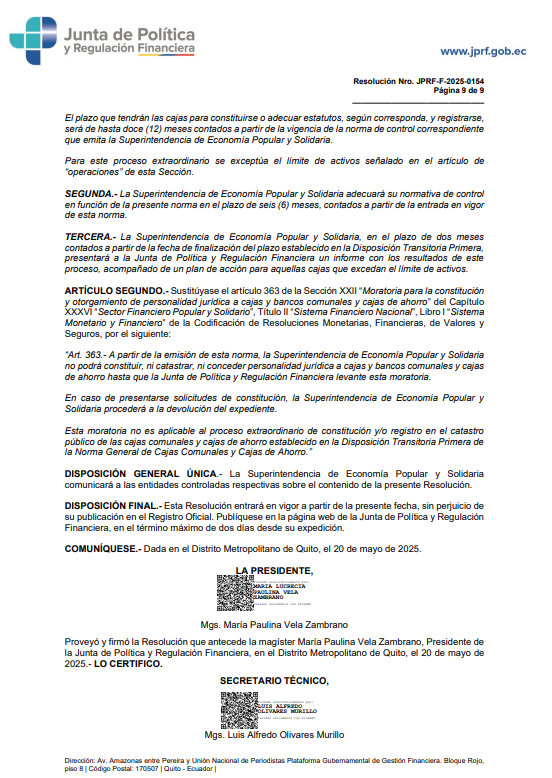 Junta de Política
y Regulación Financiera
www.jprf.gob.ec
Resolución Nro. JPRF-F-2025-0154
Página 9 de 9
El plazo que tendrán las cajas para constituirse o adecuar estatutos, según corresponda, y registrarse,
será de hasta doce (12) meses contados a partir de la vigencia de la norma de control correspondiente
que emita la Superintendencia de Economía Popular y Solidaria.
Para este proceso extraordinario se exceptúa el límite de activos señalado en el artículo de
“operaciones” de esta Sección.
SEGUNDA.- La Superintendencia de Economía Popular y Solidaria adecuará su normativa de control
en función de la presente norma en el plazo de seis (6) meses, contados a partir de la entrada en vigor
de esta norma.
TERCERA.- La Superintendencia de Economía Popular y Solidaria, en el plazo de dos meses
contados a partir de la fecha de finalización del plazo establecido en la Disposición Transitoria Primera,
presentará a la Junta de Política y Regulación Financiera un informe con los resultados de este
proceso, acompañado de un plan de acción para aquellas cajas que excedan el límite de activos.
ARTÍCULO SEGUNDO.- Sustitúyase el artículo 363 de la Sección XXII “Moratoria para la constitución
y otorgamiento de personalidad jurídica a cajas y bancos comunales y cajas de ahorro” del Capítulo
XXXVI “Sector Financiero Popular y Solidario”, Título II “Sistema Financiero Nacional”, Libro I “Sistema
Monetario y Financiero” de la Codificación de Resoluciones Monetarias, Financieras, de Valores y
Seguros, por el siguiente:
“Art. 363.- A partir de la emisión de esta norma, la Superintendencia de Economía Popular y Solidaria
no podrá constituir, ni catastrar, ni conceder personalidad jurídica a cajas y bancos comunales y cajas
de ahorro hasta que la Junta de Política y Regulación Financiera levante esta moratoria.
En caso de presentarse solicitudes de constitución, la Superintendencia de Economía Popular y
Solidaria procederá a la devolución del expediente.
Esta moratoria no es aplicable al proceso extraordinario de constitución y/o registro en el catastro
público de las cajas comunales y cajas de ahorro establecido en la Disposición Transitoria Primera de
la Norma General de Cajas Comunales y Cajas de Ahorro.”
DISPOSICIÓN GENERAL ÚNICA.- La Superintendencia de Economía Popular y Solidaria
comunicará a las entidades controladas respectivas sobre el contenido de la presente Resolución.
DISPOSICIÓN FINAL.- Esta Resolución entrará en vigor a partir de la presente fecha, sin perjuicio de
su publicación en el Registro Oficial. Publíquese en la página web de la Junta de Política y Regulación
Financiera, en el término máximo de dos días desde su expedición.
COMUNÍQUESE.- Dada en el Distrito Metropolitano de Quito, el 20 de mayo de 2025.
LA PRESIDENTE,
MARIA LUCRECIA
PAULINA VELA
ZAMBRANO
Mgs. María Paulina Vela Zambrano
Proveyó y firmó la Resolución que antecede la magíster María Paulina Vela Zambrano, Presidente de
la Junta de Política y Regulación Financiera, en el Distrito Metropolitano de Quito, el 20 de mayo de
2025.- LO CERTIFICO.
SECRETARIO TÉCNICO,
LUIS ALFREDO
OLIVARES MURILLO
Mgs. Luis Alfredo Olivares Murillo
Dirección: Av. Amazonas entre Pereira y Unión Nacional de Periodistas Plataforma Gubernamental de Gestión Financiera. Bloque Rojo,
piso 8 | Código Postal: 170507 | Quito - Ecuador |